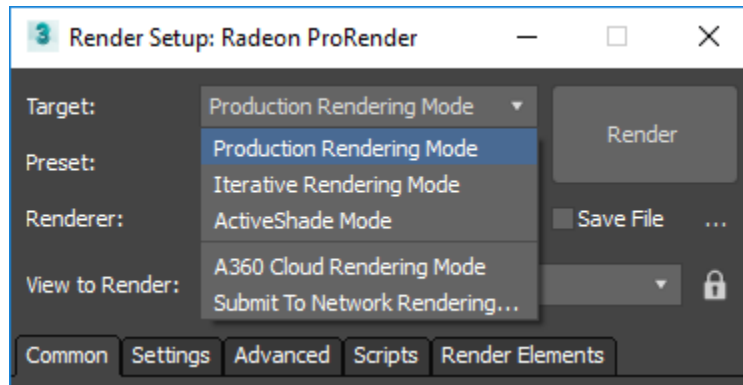 3 Render Setup: Radeon ProRender
Target: Production Rendering Mode
Render
Production Rendering Mode
Preset:
Iterative Rendering Mode
Renderer: ActiveShade Mode Save File ...
A360 Cloud Rendering Mode
View to Render:
Submit To Network Rendering...
Common Settings Advanced Scripts Render Elements